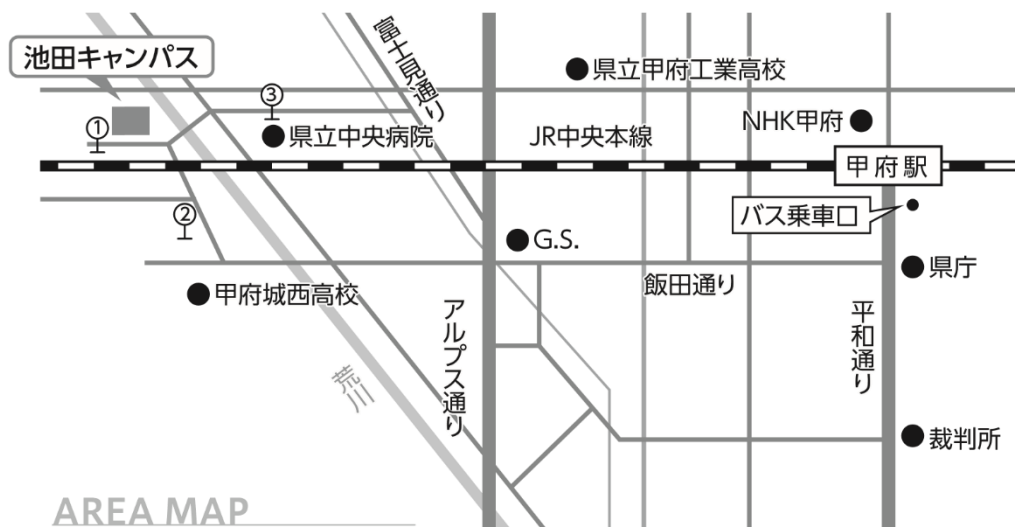 池田キャンパス
富士見通り
③
県立甲府工業高校
①
県立中央病院
JR中央本線
NHK甲府
甲府駅
②
バス乗車口
G.S.
県庁
飯田通り
甲府城西高校
アルプス通り
平和通り
荒川
裁判所
AREA MAP